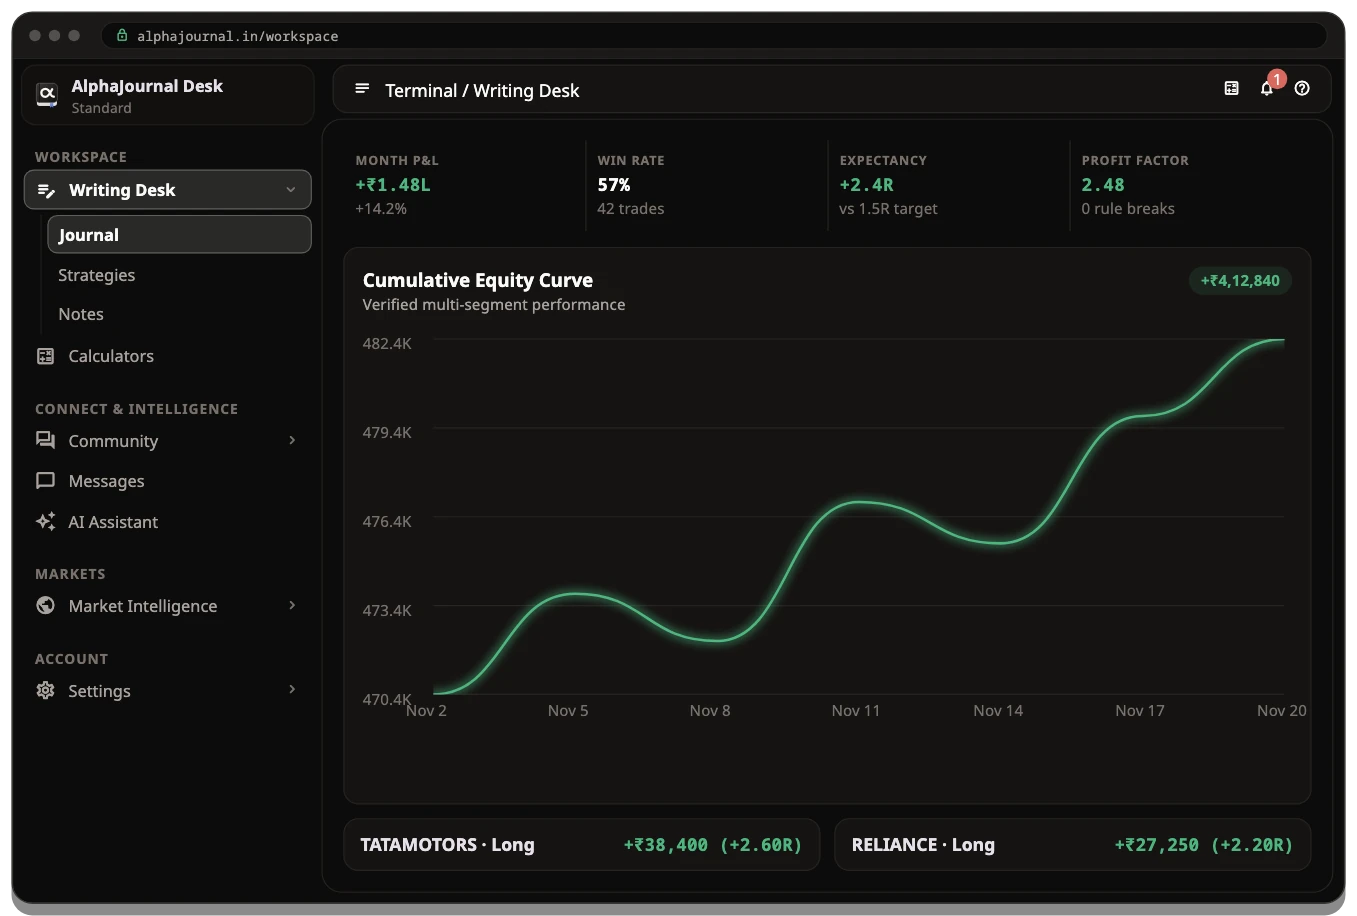 alphajournal.in/workspace
α
AlphaJournal Desk
Standard
WORKSPACE
Writing Desk
Journal
Strategies
Notes
Calculators
CONNECT & INTELLIGENCE
Community
Messages
AI Assistant
MARKETS
Market Intelligence
ACCOUNT
Settings
Terminal / Writing Desk
1
MONTH P&L
+₹1.48L
+14.2%
WIN RATE
57%
42 trades
EXPECTANCY
+2.4R
vs 1.5R target
PROFIT FACTOR
2.48
0 rule breaks
Cumulative Equity Curve
Verified multi-segment performance
+₹4,12,840
482.4K
479.4K
476.4K
473.4K
470.4K
Nov 2 Nov 5 Nov 8 Nov 11 Nov 14 Nov 17 Nov 20
TATAMOTORS · Long +₹38,400 (+2.60R)
RELIANCE · Long +₹27,250 (+2.20R)